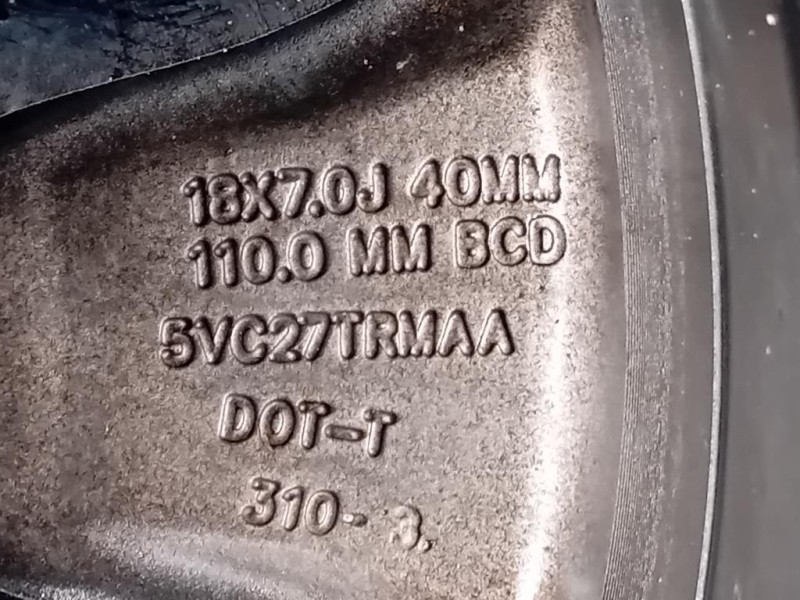 18X7.0J 40MM
110.0 MM BCD
5VC27TRMAA
DOT-T
310-3.